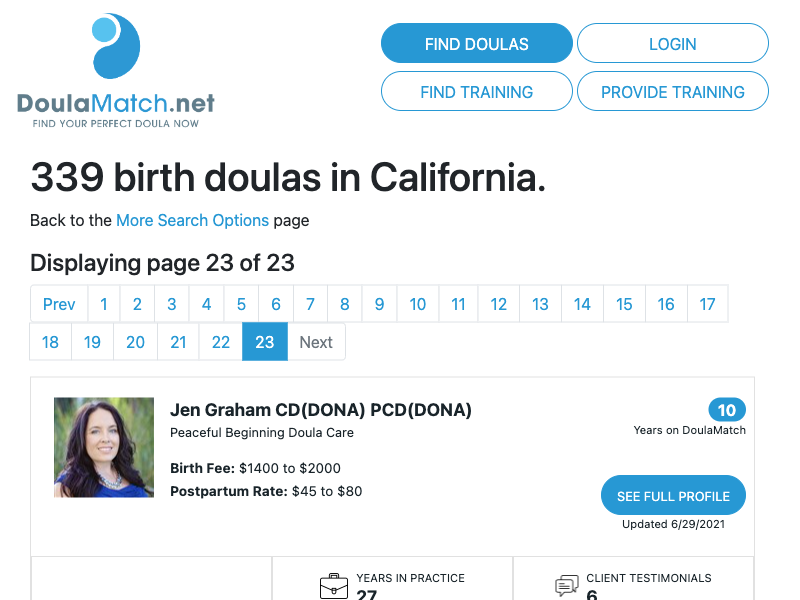 DoulaMatch.net
FIND YOUR PERFECT DOULA NOW
FIND DOULAS
LOGIN
FIND TRAINING
PROVIDE TRAINING
339 birth doulas in California.
Back to the More Search Options page
Displaying page 23 of 23
Prev 1 2 3 4 5 6 7 8 9 10 11 12 13 14 15 16 17
18 19 20 21 22 23 Next
Jen Graham CD(DONA) PCD(DONA)
Peaceful Beginning Doula Care
Birth Fee: $1400 to $2000
Postpartum Rate: $45 to $80
10
Years on DoulaMatch
SEE FULL PROFILE
Updated 6/29/2021
YEARS IN PRACTICE
27
CLIENT TESTIMONIALS
6